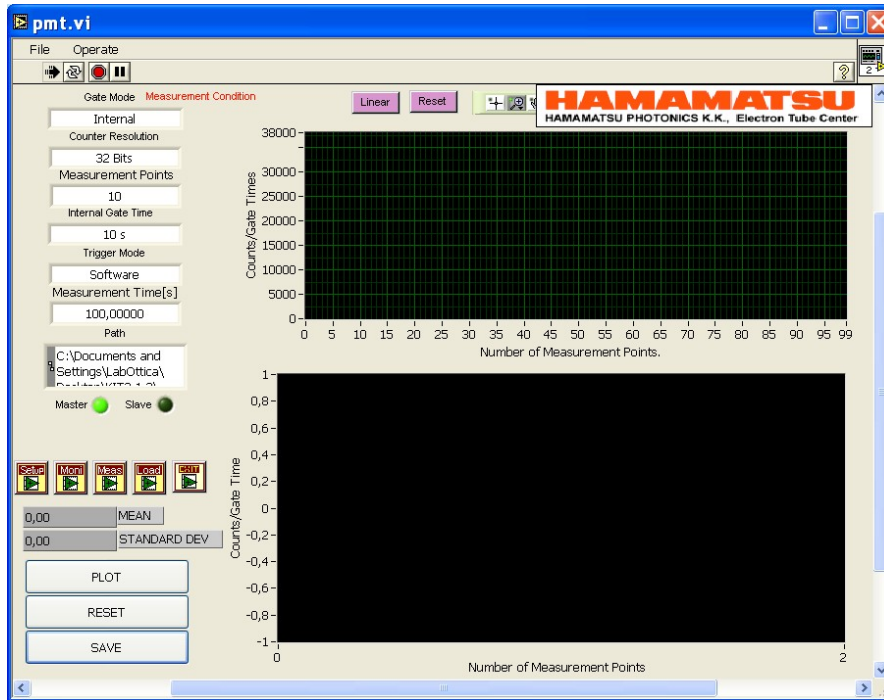 pmt.vi
File Operate
? 2
Gate Mode Measurement Condition
Internal
Counter Resolution
32 Bits
Measurement Points
10
Internal Gate Time
10 s
Trigger Mode
Software
Measurement Time[s]
100,00000
Path
C:\Documents and
Settings\LabOttica\
Master Slave
Setup Moni Meas Load EXIT
0,00 MEAN
0,00 STANDARD DEV
PLOT
RESET
SAVE
Linear Reset
HAMAMATSU
HAMAMATSU PHOTONICS K.K., Electron Tube Center
Counts/Gate Times
38000
30000
25000
20000
15000
10000
5000
0
0 5 10 15 20 25 30 35 40 45 50 55 60 65 70 75 80 85 90 95 99
Number of Measurement Points.
Counts/Gate Time
1
0,8
0,6
0,4
0,2
0
-0,2
-0,4
-0,6
-0,8
-1
0 2
Number of Measurement Points